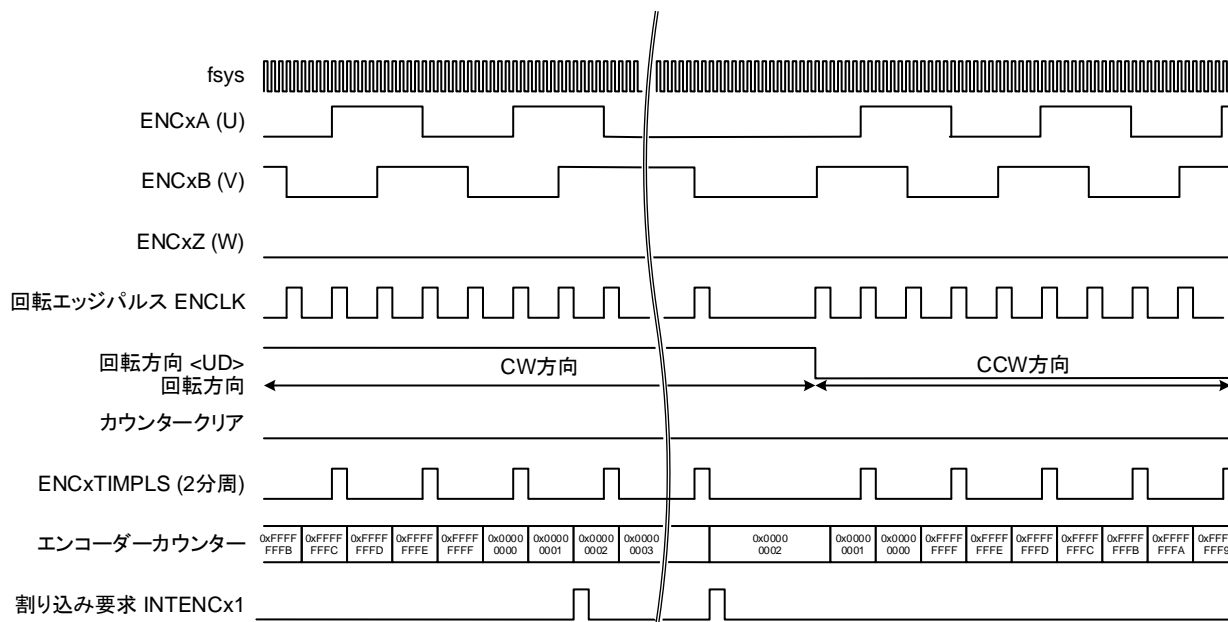 fsys
ENCxA (U)
ENCxB (V)
ENCxZ (W)
回転エッジパルス ENCLK
回転方向 <UD>
回転方向
CW方向
CCW方向
カウンタークリア
ENCxTIMPLS (2分周)
エンコーダーカウンター
0xFFFF
FFFB
0xFFFF
FFFC
0xFFFF
FFFD
0xFFFF
FFFE
0xFFFF
FFFF
0x0000
0000
0x0000
0001
0x0000
0002
0x0000
0003
0x0000
0002
0x0000
0001
0x0000
0000
0xFFFF
FFFF
0xFFFF
FFFE
0xFFFF
FFFD
0xFFFF
FFFC
0xFFFF
FFFB
0xFFFF
FFFA
0xFFFF
FFF9
割り込み要求 INTENCx1